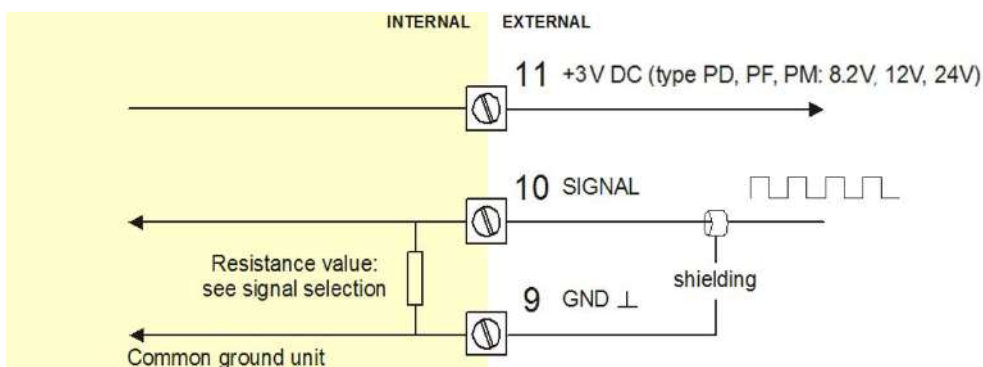 INTERNAL EXTERNAL
11 +3V DC (type PD, PF, PM: 8.2V, 12V, 24V)
10 SIGNAL
Resistance value:
see signal selection
shielding
9 GND ⊥
Common ground unit